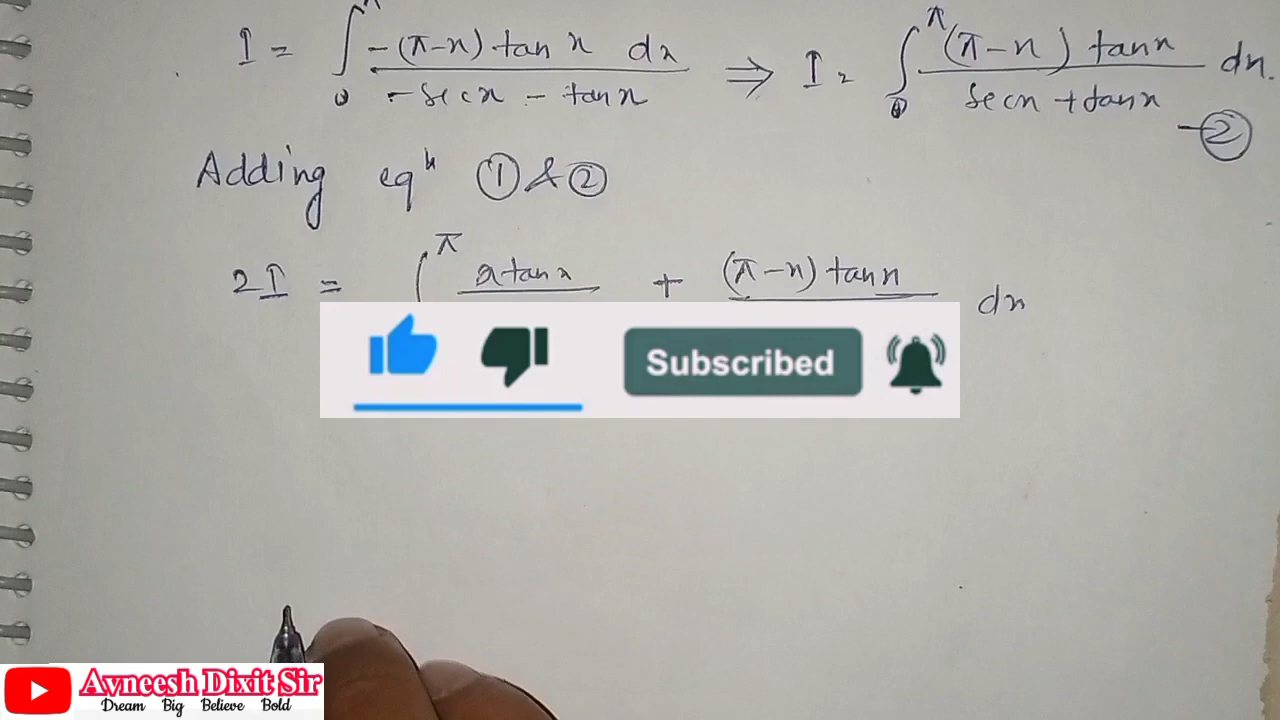 I = ∫₀^π -(π-x) tan x dx / -sec x - tan x ⇒ I = ∫₀^π (π-x) tan x / sec x + tan x dx. —②
Adding eqⁿ ① & ②
2I = ∫^π x tan x + (π-x) tan x dx
Subscribed
Avneesh Dixit Sir
Dream Big Believe Bold